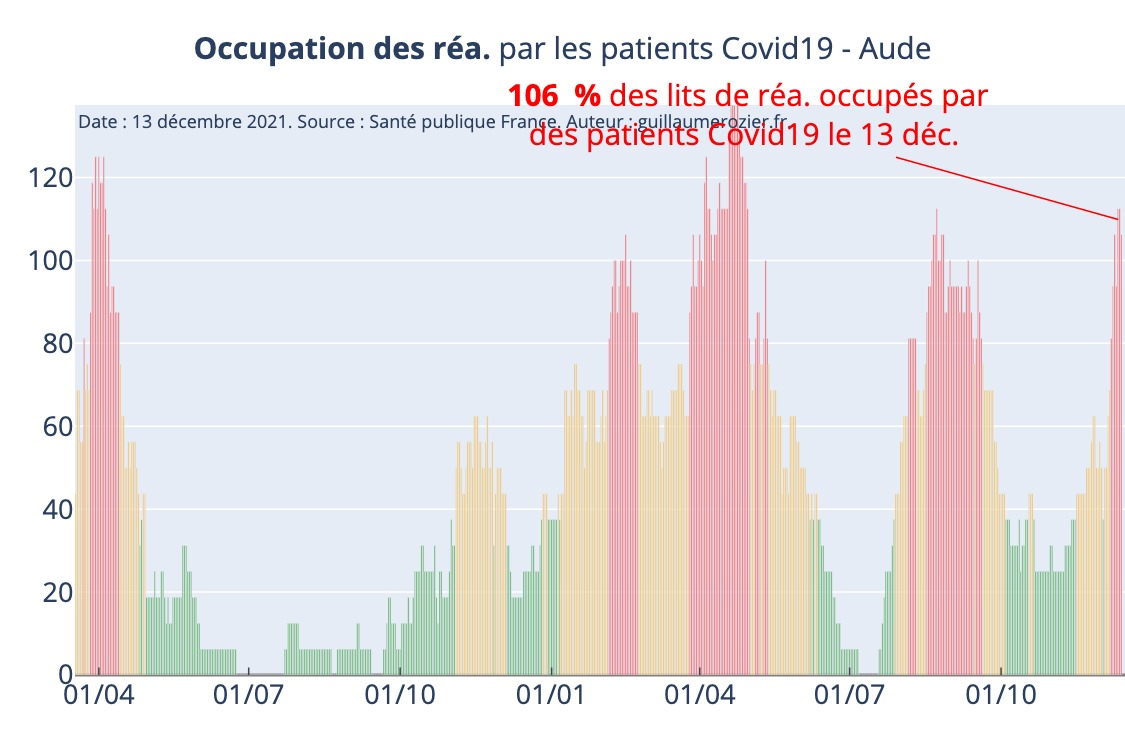 Occupation des réa. par les patients Covid19 - Aude
106  % des lits de réa. occupés par
Date : 13 décembre 2021. Source : Santé publique France. Auteur : guillaumerozier.fr
des patients Covid19 le 13 déc.
120
100
80
60
40
20
0
01/04 01/07 01/10 01/01 01/04 01/07 01/10